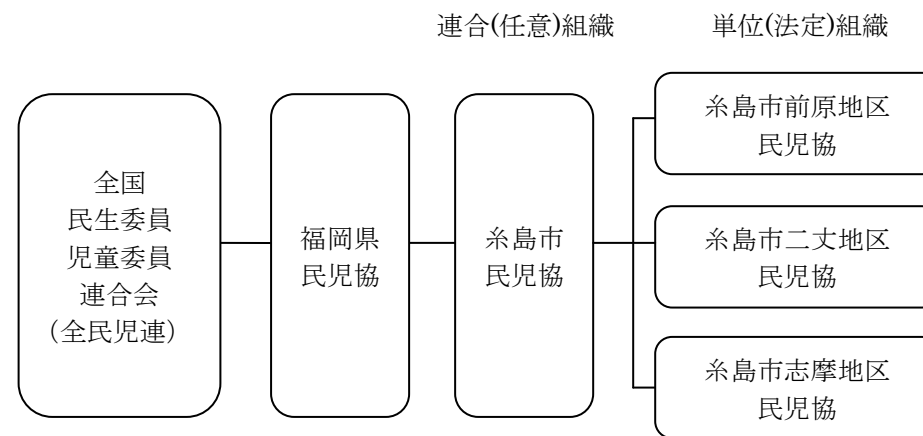 連合(任意)組織
単位(法定)組織
全国
民生委員
児童委員
連合会
（全民児連）
福岡県
民児協
糸島市
民児協
糸島市前原地区
民児協
糸島市二丈地区
民児協
糸島市志摩地区
民児協